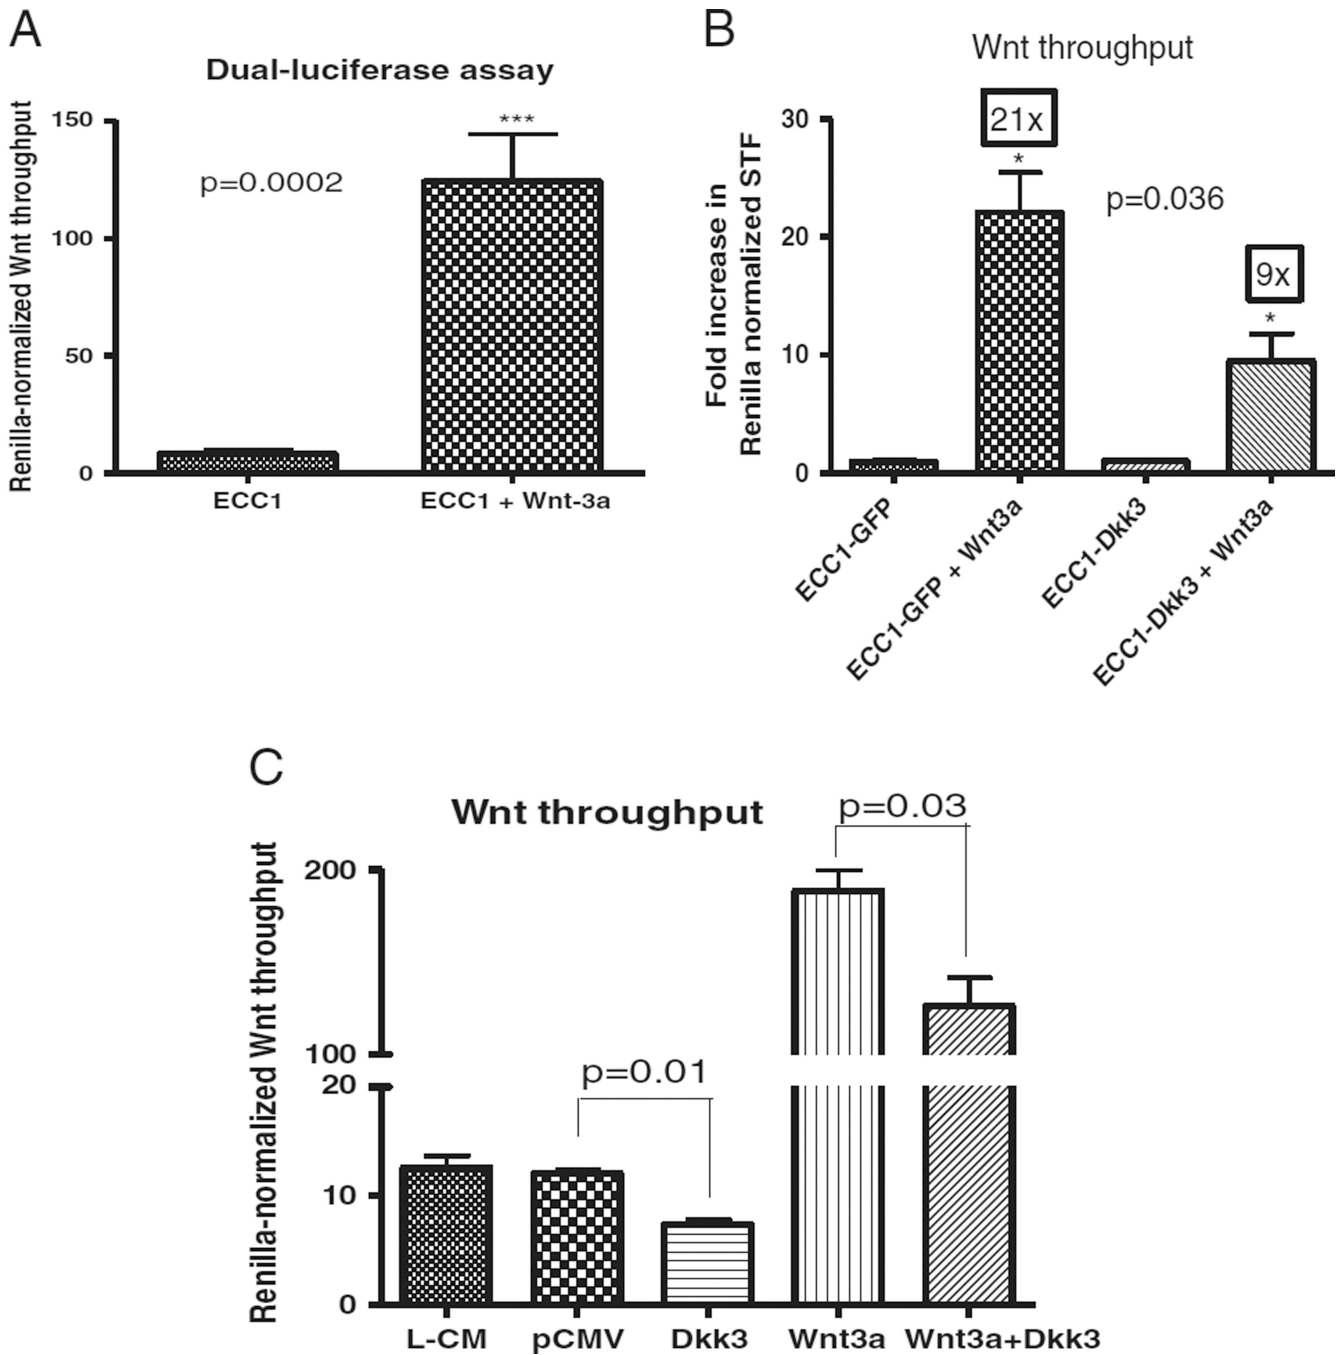 A
Dual-luciferase assay
Renilla-normalized Wnt throughput
150
100
50
0
p=0.0002
***
ECC1
ECC1 + Wnt-3a
B
Wnt throughput
Fold increase in
Renilla normalized STF
30
20
10
0
21x
*
p=0.036
9x
*
ECC1-GFP
ECC1-GFP + Wnt3a
ECC1-Dkk3
ECC1-Dkk3 + Wnt3a
C
Wnt throughput
Renilla-normalized Wnt throughput
200
100
20
10
0
p=0.01
p=0.03
L-CM
pCMV
Dkk3
Wnt3a
Wnt3a+Dkk3